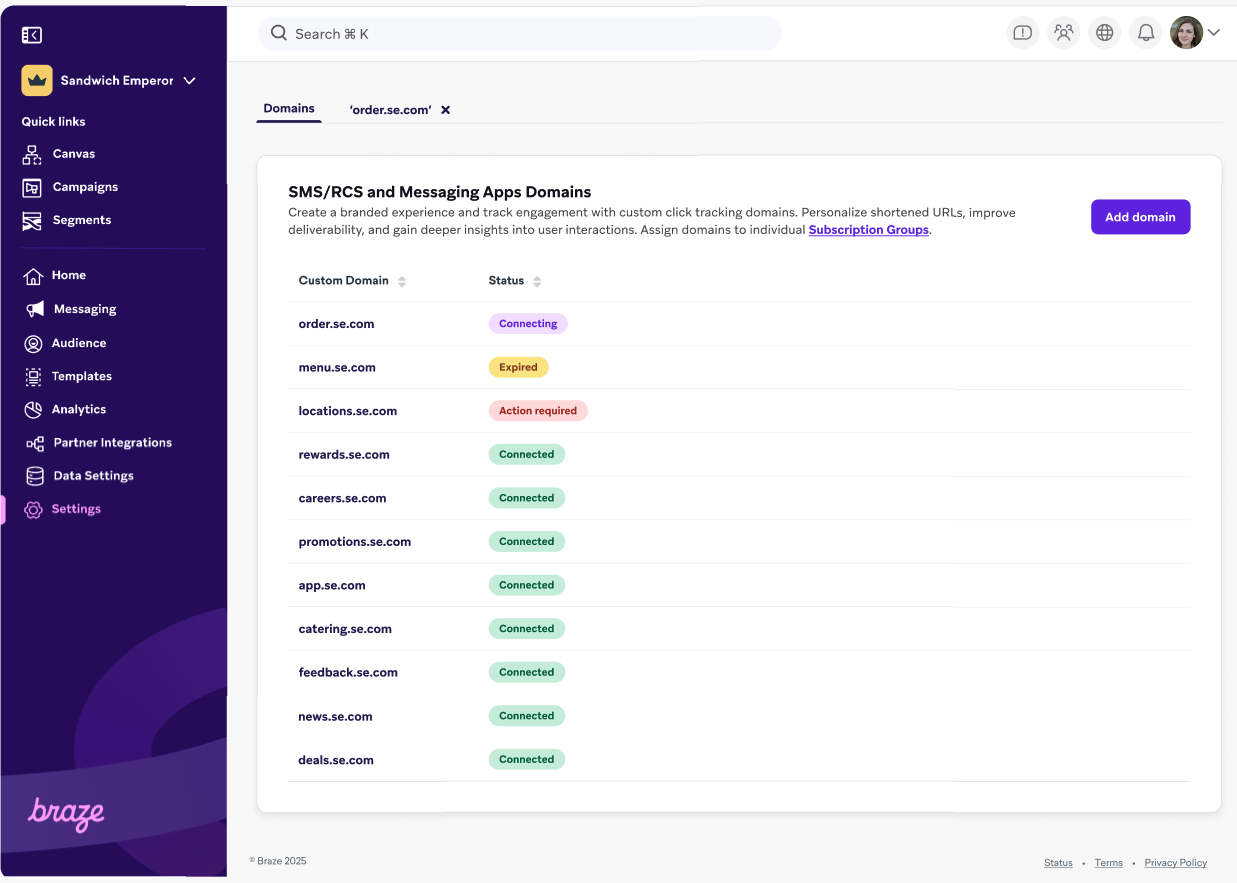 Search ⌘ K
Sandwich Emperor
Quick links
Canvas
Campaigns
Segments
Home
Messaging
Audience
Templates
Analytics
Partner Integrations
Data Settings
Settings
braze
Domains
‘order.se.com’
SMS/RCS and Messaging Apps Domains
Create a branded experience and track engagement with custom click tracking domains. Personalize shortened URLs, improve
deliverability, and gain deeper insights into user interactions. Assign domains to individual Subscription Groups.
Add domain
Custom Domain Status
order.se.com Connecting
menu.se.com Expired
locations.se.com Action required
rewards.se.com Connected
careers.se.com Connected
promotions.se.com Connected
app.se.com Connected
catering.se.com Connected
feedback.se.com Connected
news.se.com Connected
deals.se.com Connected
© Braze 2025
Status • Terms • Privacy Policy